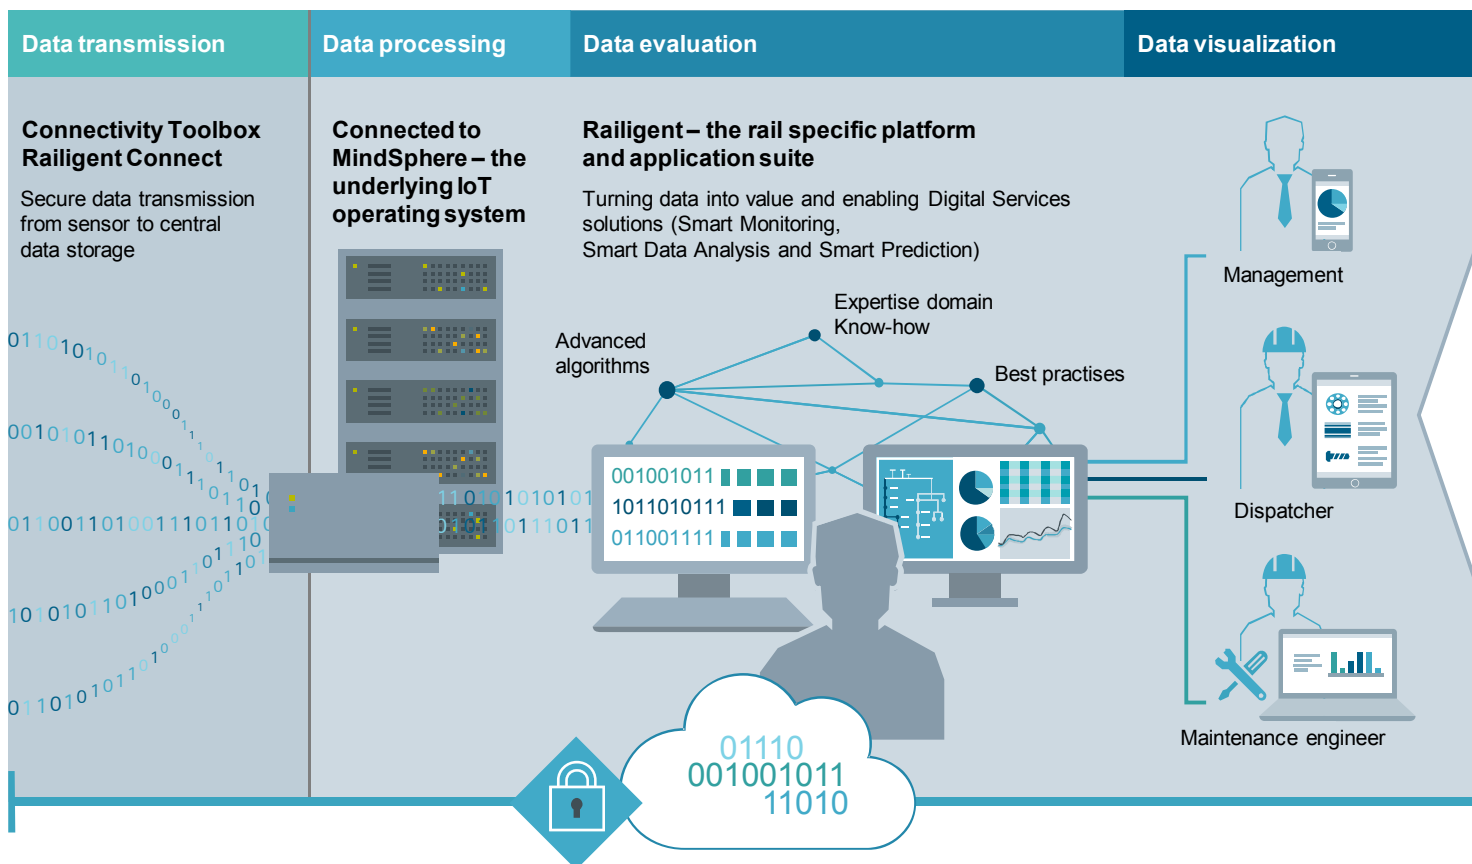 Data transmission
Data processing
Data evaluation
Data visualization
Connectivity Toolbox
Railigent Connect
Secure data transmission
from sensor to central
data storage
Connected to
MindSphere – the
underlying IoT
operating system
Railigent – the rail specific platform
and application suite
Turning data into value and enabling Digital Services
solutions (Smart Monitoring,
Smart Data Analysis and Smart Prediction)
Advanced
algorithms
Expertise domain
Know-how
Best practises
001001011
1011010111
011001111
Management
Dispatcher
Maintenance engineer
01110
001001011
11010